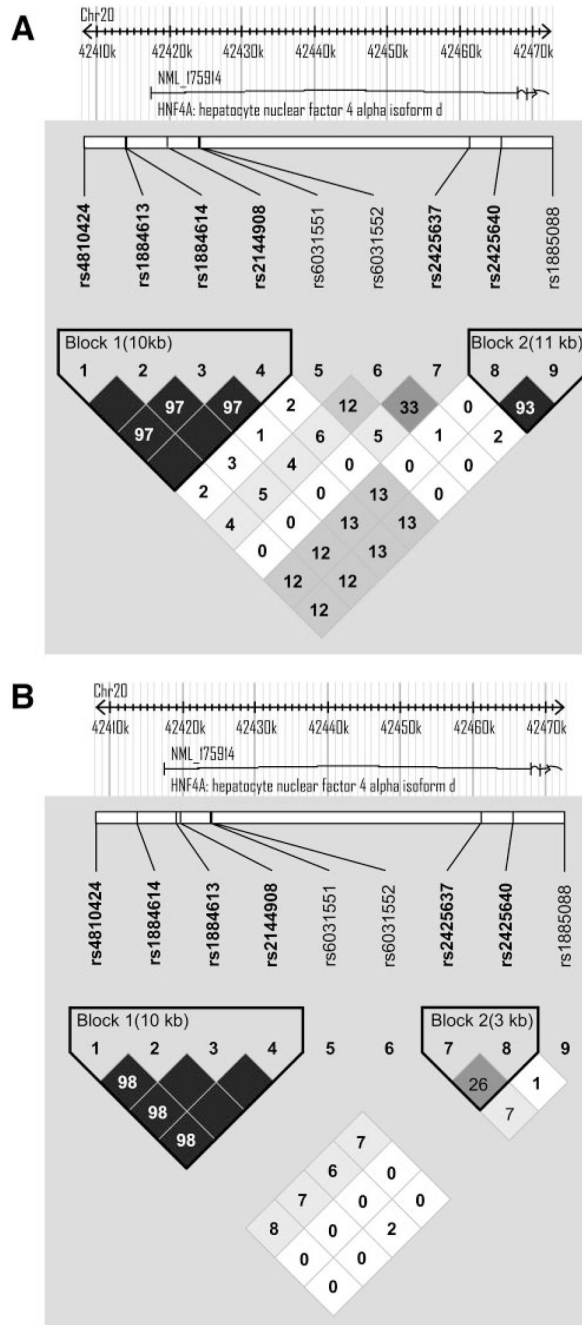 A
Chr20
42410k 42420k 42430k 42440k 42450k 42460k 42470k
NML_175914
HNF4A: hepatocyte nuclear factor 4 alpha isoform d
rs4810424
rs1884613
rs1884614
rs2144908
rs6031551
rs6031552
rs2425637
rs2425640
rs1885088
Block 1(10kb) Block 2(11 kb)
1 2 3 4 5 6 7 8 9
97 97 2 12 33 0 93
97 1 6 5 1 2
3 4 0 0 0
2 5 0 13 0
4 0 13 13
0 12 13
12 12
12
B
Chr20
42410k 42420k 42430k 42440k 42450k 42460k 42470k
NML_175914
HNF4A: hepatocyte nuclear factor 4 alpha isoform d
rs4810424
rs1884614
rs1884613
rs2144908
rs6031551
rs6031552
rs2425637
rs2425640
rs1885088
Block 1(10 kb) Block 2(3 kb)
1 2 3 4 5 6 7 8 9
98 26 1
98 7
98 7
6 0
7 0 0
8 0 2
0 0
0